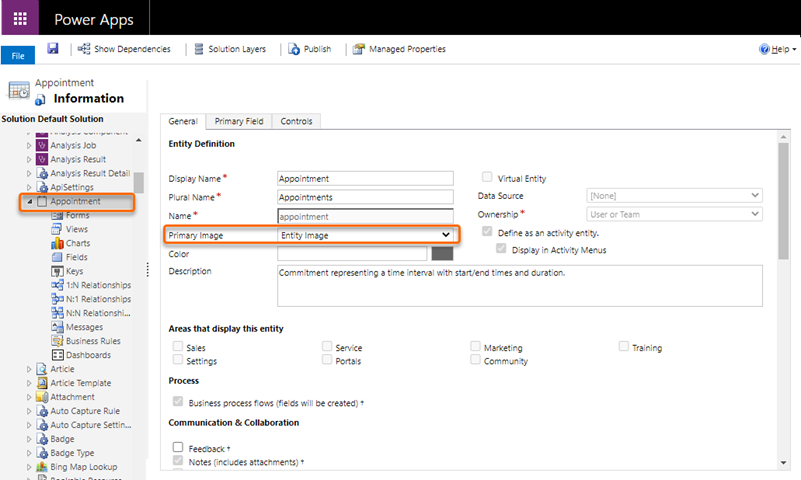 Power Apps
File
Show Dependencies
Solution Layers
Publish
Managed Properties
Help
Appointment
Information
Solution Default Solution
Analysis Component
Analysis Job
Analysis Result
Analysis Result Detail
ApiSettings
Appointment
Forms
Views
Charts
Fields
Keys
1:N Relationships
N:1 Relationships
N:N Relationshi...
Messages
Business Rules
Dashboards
Article
Article Template
Attachment
Auto Capture Rule
Auto Capture Settin...
Badge
Badge Type
Bing Map Lookup
Bookable Resource
General Primary Field Controls
Entity Definition
Display Name* Appointment
Virtual Entity
Plural Name* Appointments
Data Source [None]
Name* appointment
Ownership* User or Team
Primary Image Entity Image
Define as an activity entity.
Color
Display in Activity Menus
Description Commitment representing a time interval with start/end times and duration.
Areas that display this entity
Sales Service Marketing Training
Settings Portals Community
Process
Business process flows (fields will be created) †
Communication & Collaboration
Feedback †
Notes (includes attachments) †